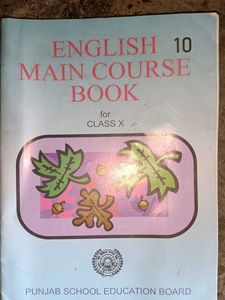 ENGLISH 10
MAIN COURSE
BOOK
for
CLASS X
PUNJAB SCHOOL EDUCATION BOARD